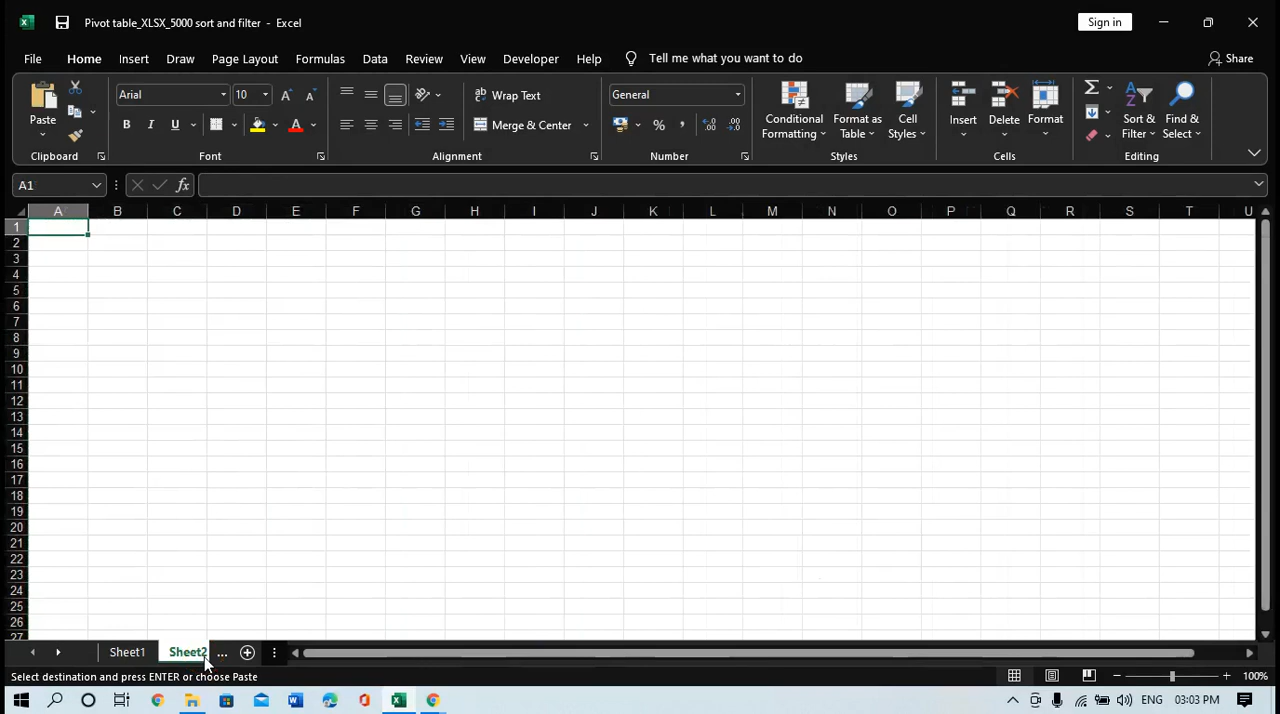 Pivot table_XLSX_5000 sort and filter - Excel
Sign in
File Home Insert Draw Page Layout Formulas Data Review View Developer Help Tell me what you want to do Share
Paste
Arial 10
Wrap Text
Merge & Center
General
Conditional Formatting
Format as Table
Cell Styles
Insert Delete Format
Sort & Filter
Find & Select
Clipboard Font Alignment Number Styles Cells Editing
A1 fx
A B C D E F G H I J K L M N O P Q R S T U
1
2
3
4
5
6
7
8
9
10
11
12
13
14
15
16
17
18
19
20
21
22
23
24
25
26
27
Sheet1 Sheet2 ...
Select destination and press ENTER or choose Paste 100%
ENG 03:03 PM